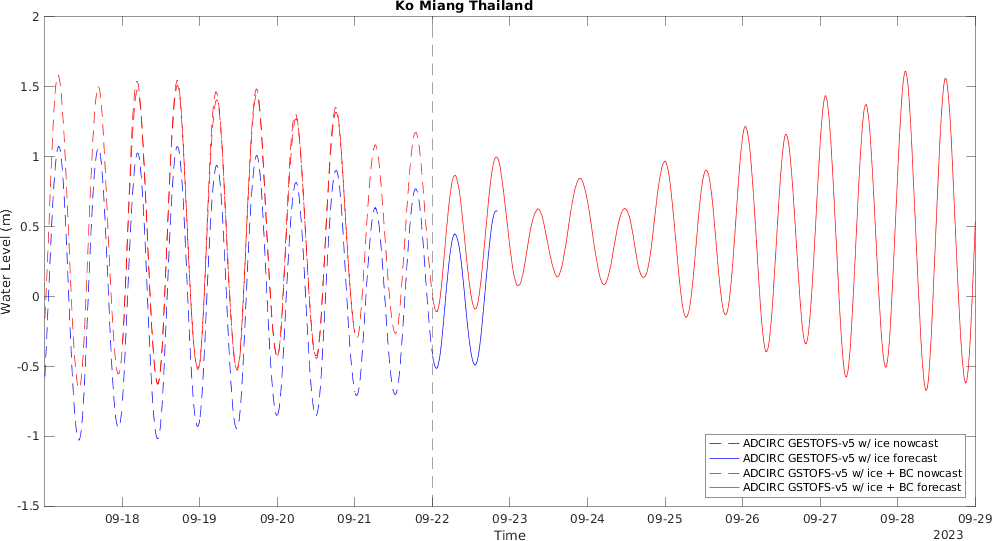 Ko Miang Thailand
2
1.5
1
0.5
0
-0.5
-1
-1.5
Water Level (m)
ADCIRC GESTOFS-v5 w/ ice nowcast
ADCIRC GESTOFS-v5 w/ ice forecast
ADCIRC GSTOFS-v5 w/ ice + BC nowcast
ADCIRC GSTOFS-v5 w/ ice + BC forecast
09-18 09-19 09-20 09-21 09-22 09-23 09-24 09-25 09-26 09-27 09-28 09-29
Time
2023